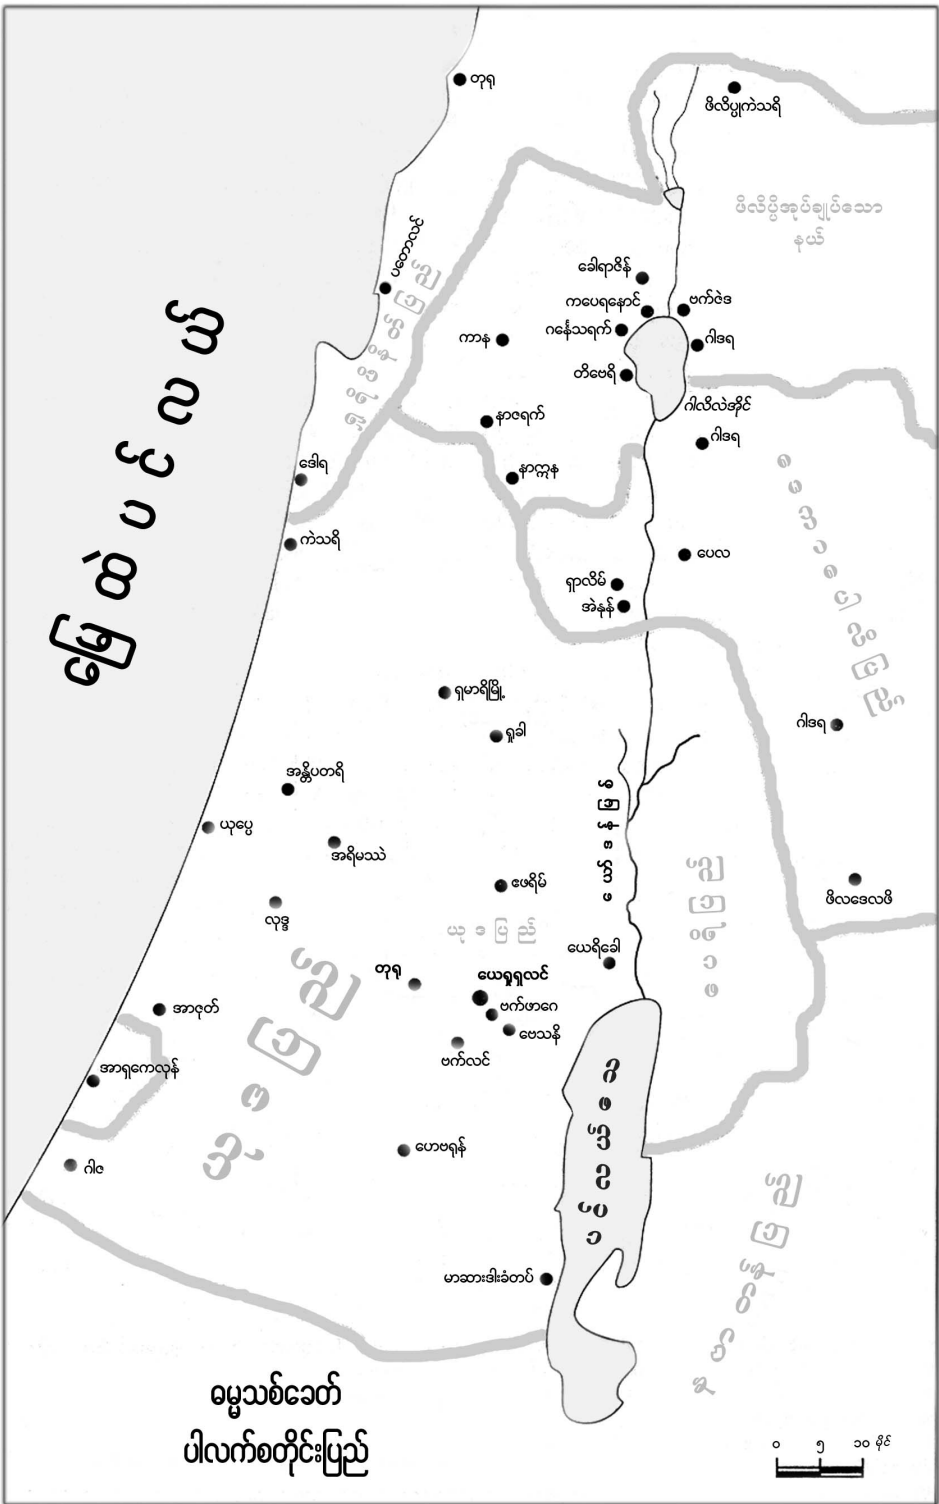 တုရု
ဖိလိပ္ပုကဲသရိ
ဖိလိပ္ပိအုပ်ချုပ်သော
နယ်
ပတောလင်
ခေါရာဇိန်
ကပေရနောင်
ဗက်ဇဲဒ
ဂင်္နေသရက်
ဂါဒရ
ကာန
တိဗေရိ
ဂါလိလဲအိုင်
နာဇရက်
ဂါဒရ
နာဣန
ဒေါရ
ကဲသရိ
ပေလ
ရှာလိမ်
အဲနုန်
မြေထဲပင်လယ်
ရှမာရိမြို့
ရှုခါ
ဂါဒရ
အန္တိပတရိ
ယုပ္ပေ
အရိမဿဲ
ဧဖရိမ်
ဖိလဒေလဖိ
လုဒ္ဒ
ယုဒပြည်
ယေရိခေါ
တုရု
ယေရူရှလင်
ဗက်ဖာဂေ
ဗေသနိ
ဗက်လင်
အာဇုတ်
အာရှကေလုန်
ဟေဗရုန်
ဂါဇ
မာဆားဒါးခံတပ်
ဓမ္မသစ်ခေတ်
ပါလက်စတိုင်းပြည်
၀ ၅ ၁၀ မိုင်